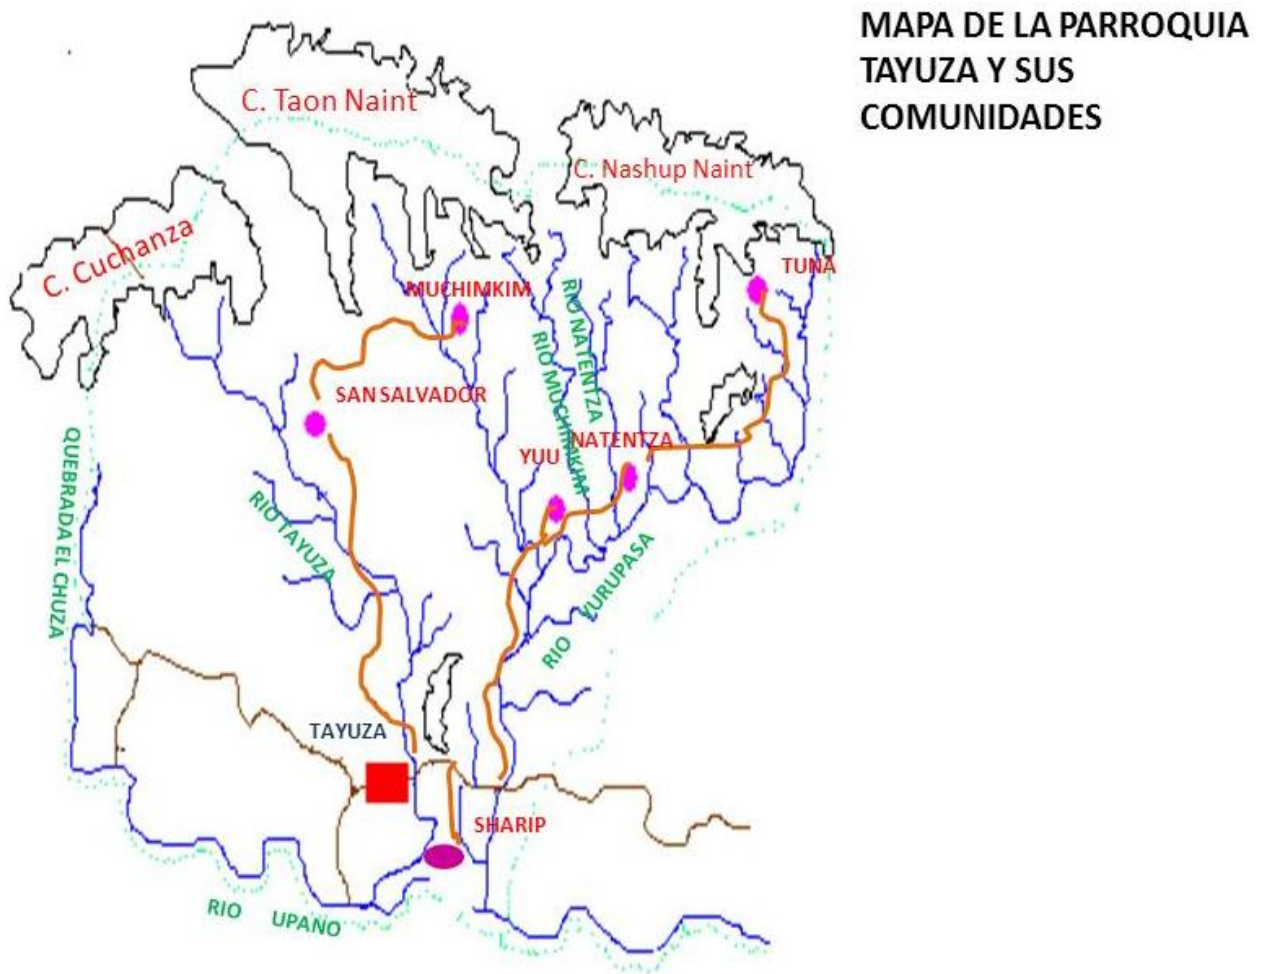 MAPA DE LA PARROQUIA
TAYUZA Y SUS
COMUNIDADES
C. Taon Naint
C. Nashup Naint
C. Cuchanza
TUNA
MUCHIMKIM
RIO NATENTZA
RIO MUCHIMKIM
SAN SALVADOR
NATENTZA
YUU
QUEBRADA EL CHUZA
RIO TAYUZA
RIO YURUPASA
TAYUZA
SHARIP
RIO UPANO